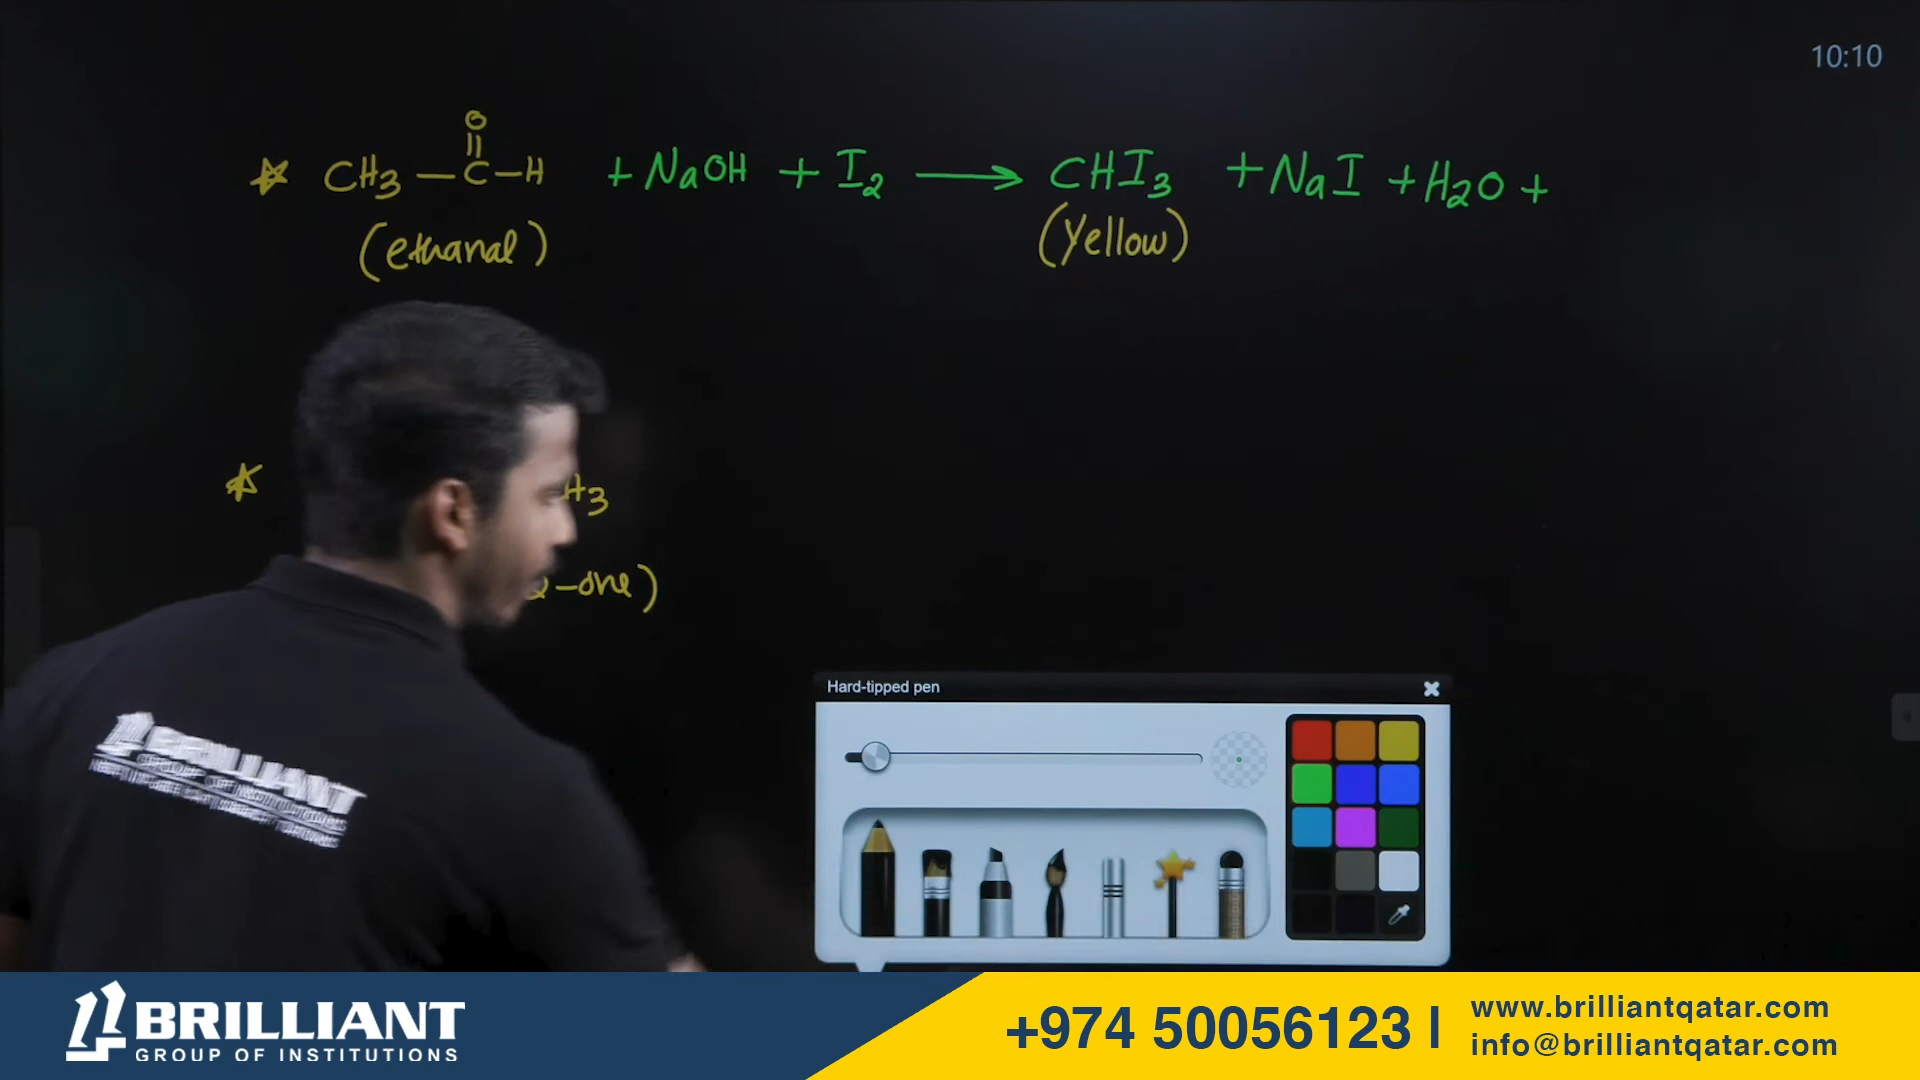 10:10
O
CH3 — C — H + NaOH + I2 → CHI3 + NaI + H2O +
(ethanal) (Yellow)
H3
-one)
Hard-tipped pen
BRILLIANT
BRILLIANT
GROUP OF INSTITUTIONS
+974 50056123 |
www.brilliantqatar.com
info@brilliantqatar.com